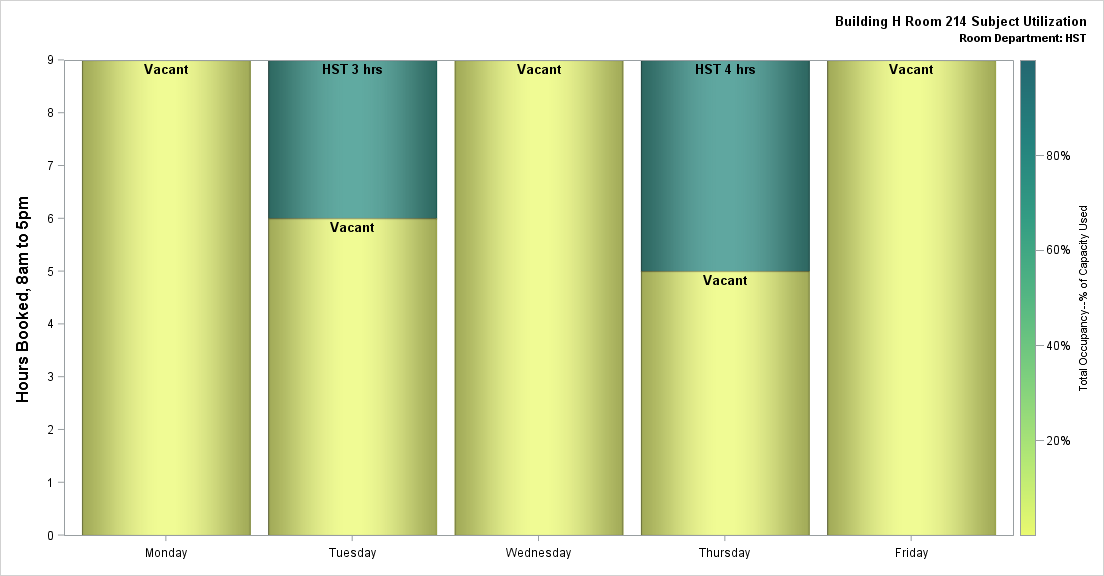 Building H Room 214 Subject Utilization
Room Department: HST
Hours Booked, 8am to 5pm
9
8
7
6
5
4
3
2
1
0
Vacant
HST 3 hrs
Vacant
Vacant
HST 4 hrs
Vacant
Vacant
Monday
Tuesday
Wednesday
Thursday
Friday
80%
60%
40%
20%
Total Occupancy--% of Capacity Used